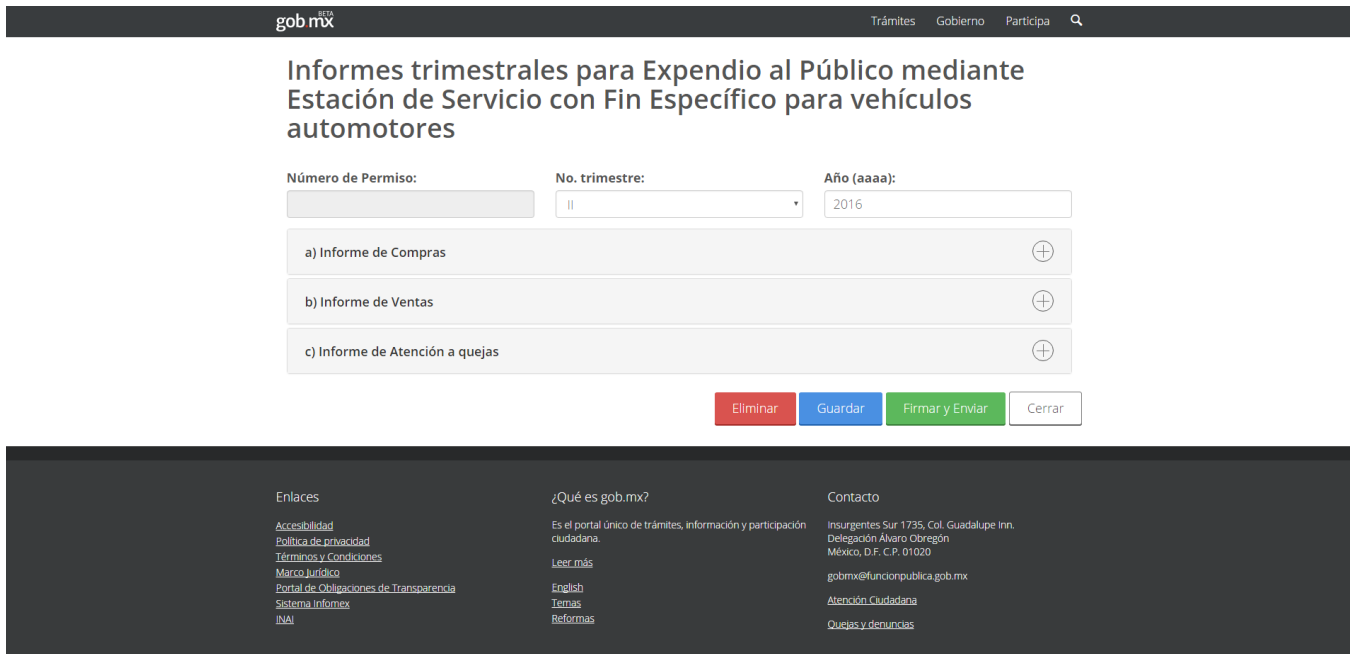 gob.mx BETA
Trámites Gobierno Participa
Informes trimestrales para Expendio al Público mediante
Estación de Servicio con Fin Específico para vehículos
automotores
Número de Permiso:
No. trimestre:
Año (aaaa):
II
2016
a) Informe de Compras
b) Informe de Ventas
c) Informe de Atención a quejas
Eliminar
Guardar
Firmar y Enviar
Cerrar
Enlaces
Accesibilidad
Política de privacidad
Términos y Condiciones
Marco Jurídico
Portal de Obligaciones de Transparencia
Sistema Infomex
INAI
¿Qué es gob.mx?
Es el portal único de trámites, información y participación
ciudadana.
Leer más
English
Temas
Reformas
Contacto
Insurgentes Sur 1735, Col. Guadalupe Inn.
Delegación Álvaro Obregón
México, D.F. C.P. 01020
gobmx@funcionpublica.gob.mx
Atención Ciudadana
Quejas y denuncias